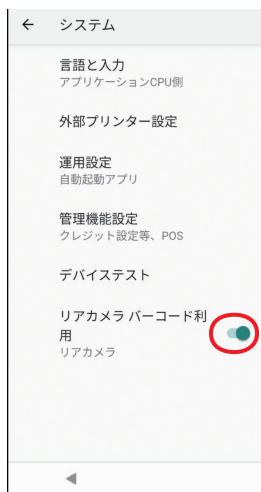 ← システム
言語と入力
アプリケーションCPU側
外部プリンター設定
運用設定
自動起動アプリ
管理機能設定
クレジット設定等、POS
デバイステスト
リアカメラ バーコード利
用
リアカメラ